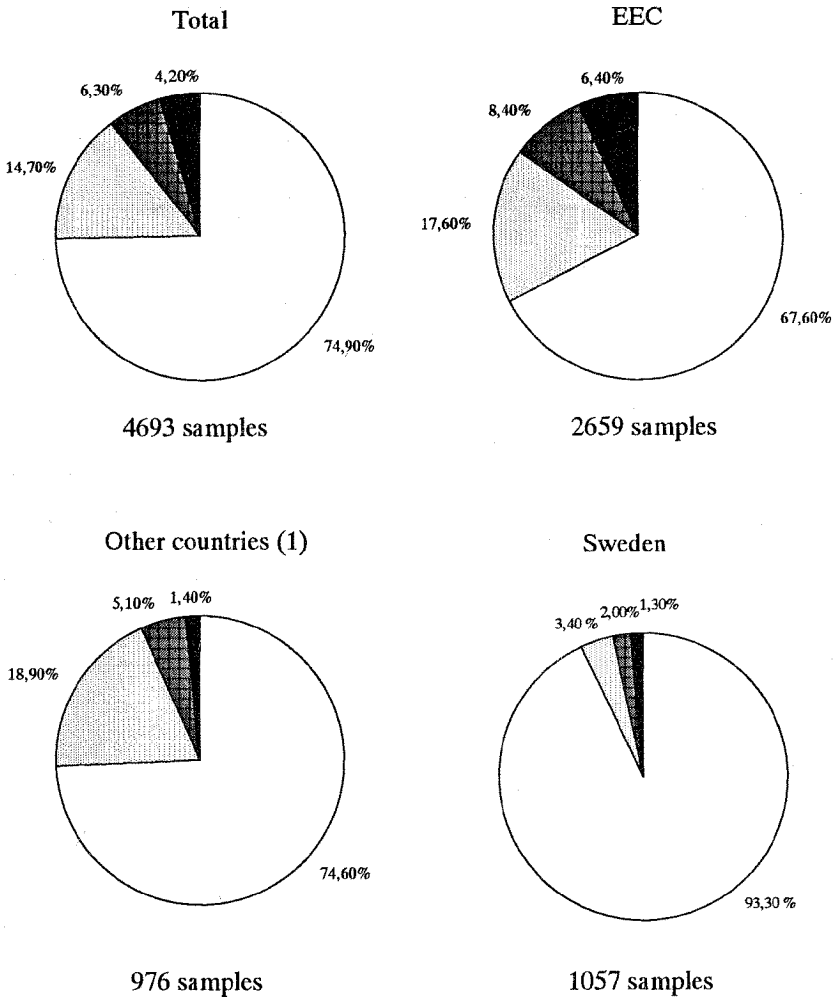 Total
4,20%
6,30%
14,70%
74,90%
4693 samples
EEC
6,40%
8,40%
17,60%
67,60%
2659 samples
Other countries (1)
1,40%
5,10%
18,90%
74,60%
976 samples
Sweden
1,30%
2,00%
3,40 %
93,30 %
1057 samples